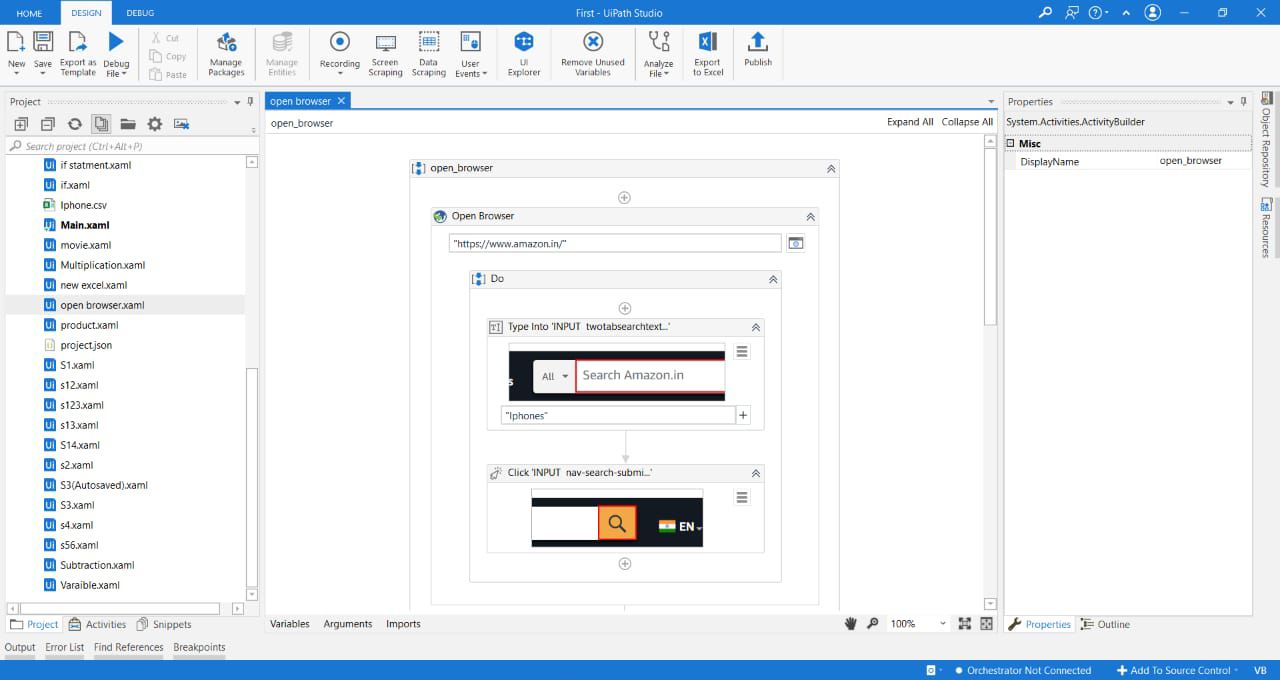 HOME DESIGN DEBUG First - UiPath Studio
New Save Export as Template Debug File Cut Copy Paste Manage Packages Manage Entities Recording Screen Scraping Data Scraping User Events UI Explorer Remove Unused Variables Analyze File Export to Excel Publish
Project
Search project (Ctrl+Alt+P)
if statment.xaml
if.xaml
Iphone.csv
Main.xaml
movie.xaml
Multiplication.xaml
new excel.xaml
open browser.xaml
product.xaml
project.json
S1.xaml
s12.xaml
s123.xaml
s13.xaml
S14.xaml
s2.xaml
S3(Autosaved).xaml
S3.xaml
s4.xaml
s56.xaml
Subtraction.xaml
Varaible.xaml
Project Activities Snippets
open browser
open_browser Expand All Collapse All
open_browser
Open Browser
"https://www.amazon.in/"
Do
Type Into 'INPUT twotabsearchtext...'
s All Search Amazon.in
"Iphones"
Click 'INPUT nav-search-submi...'
EN
Variables Arguments Imports 100%
Properties
System.Activities.ActivityBuilder
Misc
DisplayName open_browser
Properties Outline
Object Repository
Resources
Output Error List Find References Breakpoints
Orchestrator Not Connected Add To Source Control VB